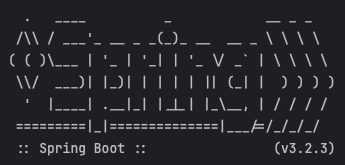 .   ____          _            __ _ _
 /\\ / ___'_ __ _ _(_)_ __  __ _ \ \ \ \
( ( )\___ | '_ | '_| | '_ \/ _` | \ \ \ \
 \\/  ___)| |_)| | | | | || (_| |  ) ) ) )
  '  |____| .__|_| |_|_| |_\__, | / / / /
 =========|_|==============|___/=/_/_/_/
 :: Spring Boot ::                (v3.2.3)